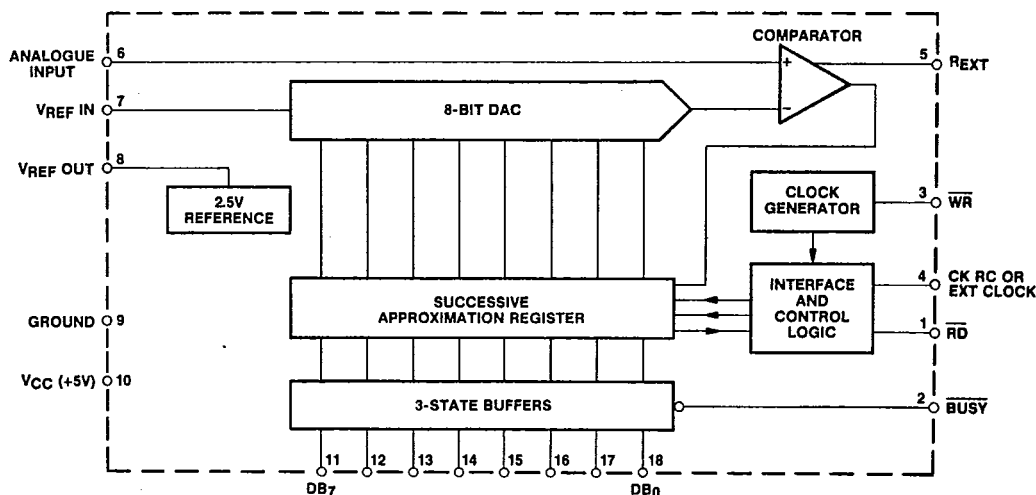 COMPARATOR
ANALOGUE
INPUT
6
5
REXT
+
−
VREF IN
7
8-BIT DAC
VREF OUT
8
2.5V
REFERENCE
CLOCK
GENERATOR
3
WR
SUCCESSIVE
APPROXIMATION REGISTER
INTERFACE
AND
CONTROL
LOGIC
4
CK RC OR
EXT CLOCK
1
RD
GROUND
9
VCC (+5V)
10
3-STATE BUFFERS
2
BUSY
11 12 13 14 15 16 17 18
DB7 DB0